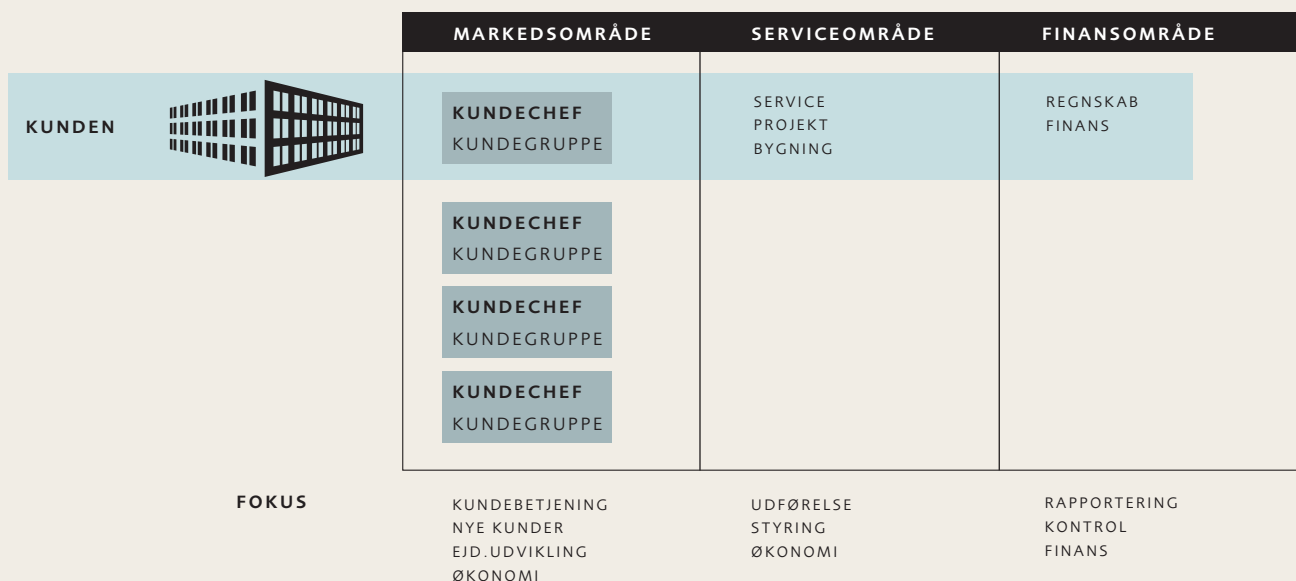 MARKEDSOMRÅDE
SERVICEOMRÅDE
FINANSOMRÅDE
KUNDEN
KUNDECHEF
KUNDEGRUPPE
SERVICE
PROJEKT
BYGNING
REGNSKAB
FINANS
KUNDECHEF
KUNDEGRUPPE
KUNDECHEF
KUNDEGRUPPE
KUNDECHEF
KUNDEGRUPPE
FOKUS
KUNDEBETJENING
NYE KUNDER
EJD.UDVIKLING
ØKONOMI
UDFØRELSE
STYRING
ØKONOMI
RAPPORTERING
KONTROL
FINANS